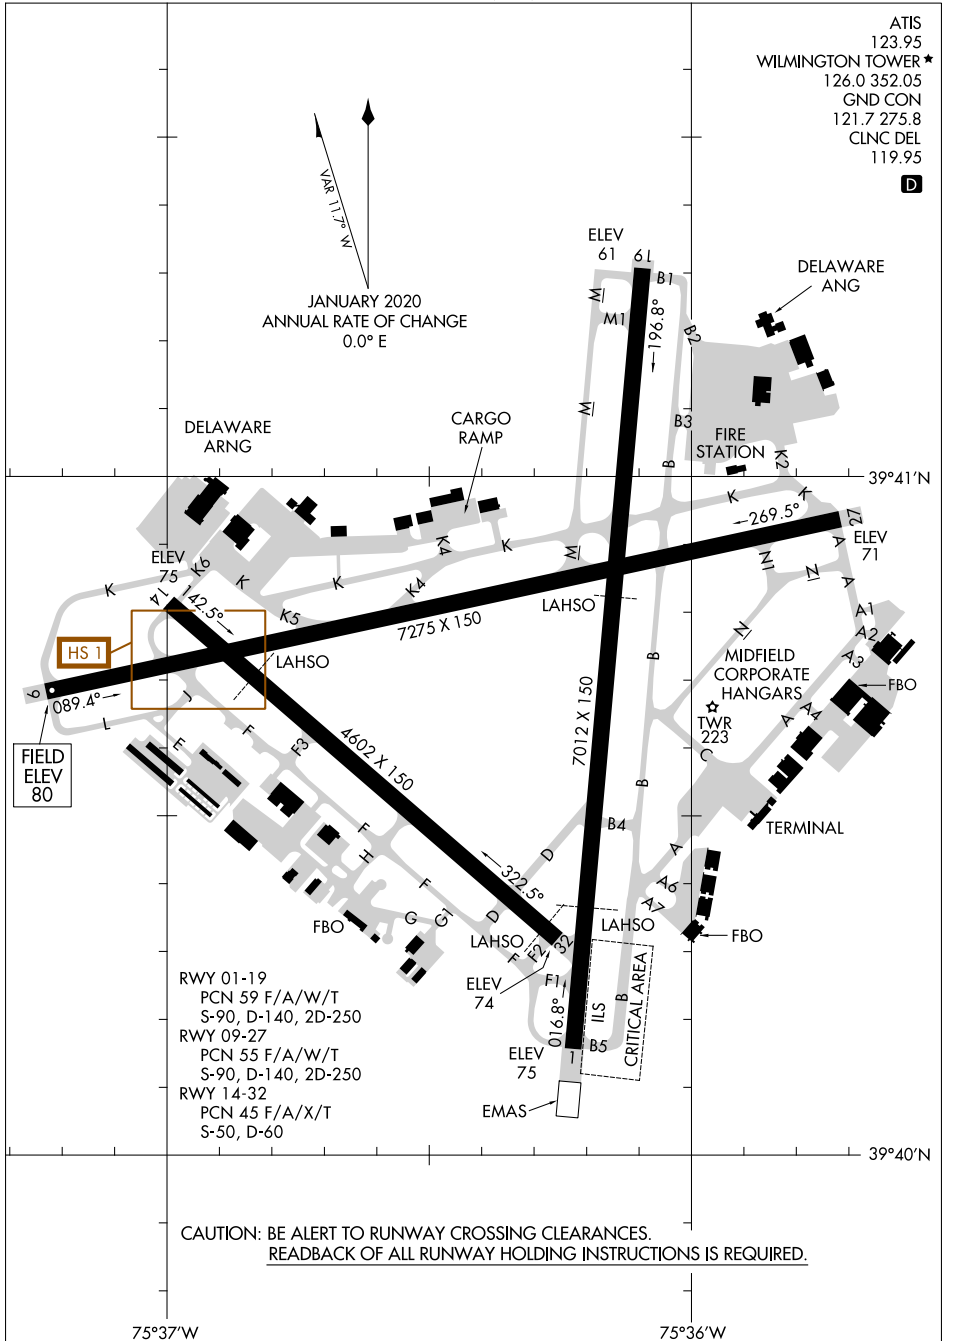 ATIS
123.95
WILMINGTON TOWER ★
126.0 352.05
GND CON
121.7 275.8
CLNC DEL
119.95
D
VAR 11.7° W
JANUARY 2020
ANNUAL RATE OF CHANGE
0.0° E
ELEV
61
19
B1
DELAWARE
ANG
M
M1
196.8°
B2
M
B3
CARGO
RAMP
DELAWARE
ARNG
FIRE
STATION
K2
B
39°41'N
K
K
269.5°
27
ELEV
71
A
K4
K
M
N1
N
A
ELEV
75
K6
K
K
K
K4
14
142.5°
K5
LAHSO
7275 X 150
A1
A2
A3
N
HS 1
LAHSO
B
MIDFIELD
CORPORATE
HANGARS
FBO
9
089.4°
J
L
F
E
F3
4602 X 150
7012 X 150
TWR
223
A4
A
C
FIELD
ELEV
80
B
TERMINAL
F
H
B4
D
A
F
322.5°
A6
A7
G
G1
D
FBO
LAHSO
LAHSO
FBO
F
F2
32
ELEV
74
F1
016.8°
ILS
CRITICAL AREA
B
RWY 01-19
PCN 59 F/A/W/T
S-90, D-140, 2D-250
RWY 09-27
PCN 55 F/A/W/T
S-90, D-140, 2D-250
RWY 14-32
PCN 45 F/A/X/T
S-50, D-60
ELEV
75
1
B5
EMAS
39°40'N
CAUTION: BE ALERT TO RUNWAY CROSSING CLEARANCES.
READBACK OF ALL RUNWAY HOLDING INSTRUCTIONS IS REQUIRED.
75°37'W
75°36'W